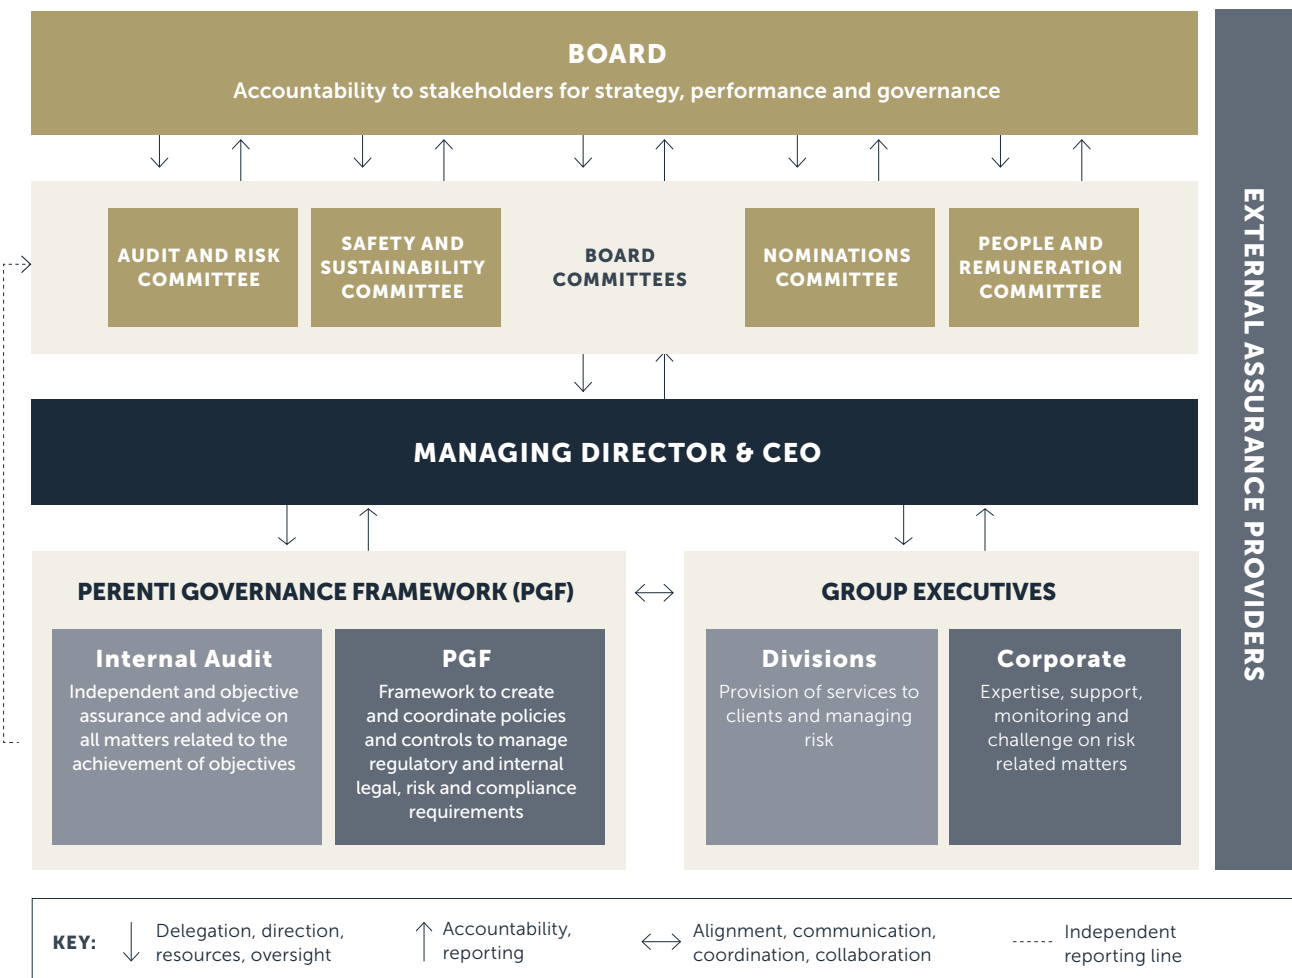 BOARD
Accountability to stakeholders for strategy, performance and governance
AUDIT AND RISK
COMMITTEE
SAFETY AND
SUSTAINABILITY
COMMITTEE
BOARD
COMMITTEES
NOMINATIONS
COMMITTEE
PEOPLE AND
REMUNERATION
COMMITTEE
MANAGING DIRECTOR & CEO
PERENTI GOVERNANCE FRAMEWORK (PGF)
Internal Audit
Independent and objective
assurance and advice on
all matters related to the
achievement of objectives
PGF
Framework to create
and coordinate policies
and controls to manage
regulatory and internal
legal, risk and compliance
requirements
GROUP EXECUTIVES
Divisions
Provision of services to
clients and managing
risk
Corporate
Expertise, support,
monitoring and
challenge on risk
related matters
EXTERNAL ASSURANCE PROVIDERS
KEY:
Delegation, direction,
resources, oversight
Accountability,
reporting
Alignment, communication,
coordination, collaboration
Independent
reporting line